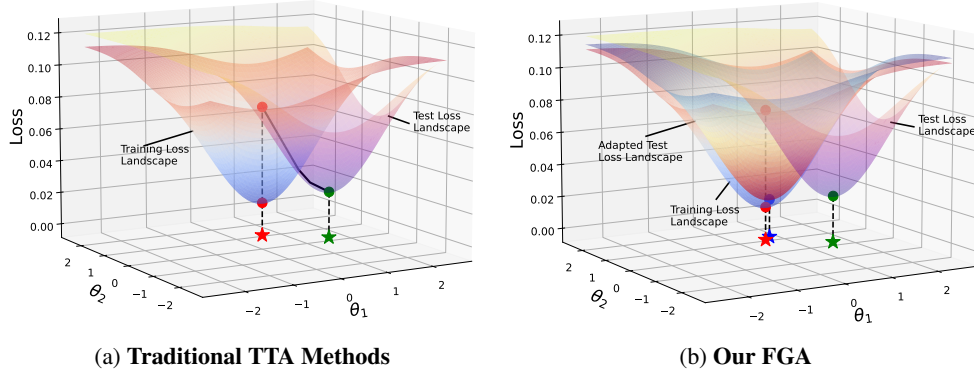 0.12
0.10
0.08
0.06
0.04
0.02
0.00
Loss
Training Loss
Landscape
Test Loss
Landscape
2
1
0
−1
−2
θ2
−2
−1
0
1
2
θ1
(a) Traditional TTA Methods
0.12
0.10
0.08
0.06
0.04
0.02
0.00
Loss
Adapted Test
Loss Landscape
Test Loss
Landscape
Training Loss
Landscape
2
1
0
−1
−2
θ2
−2
−1
0
1
2
θ1
(b) Our FGA